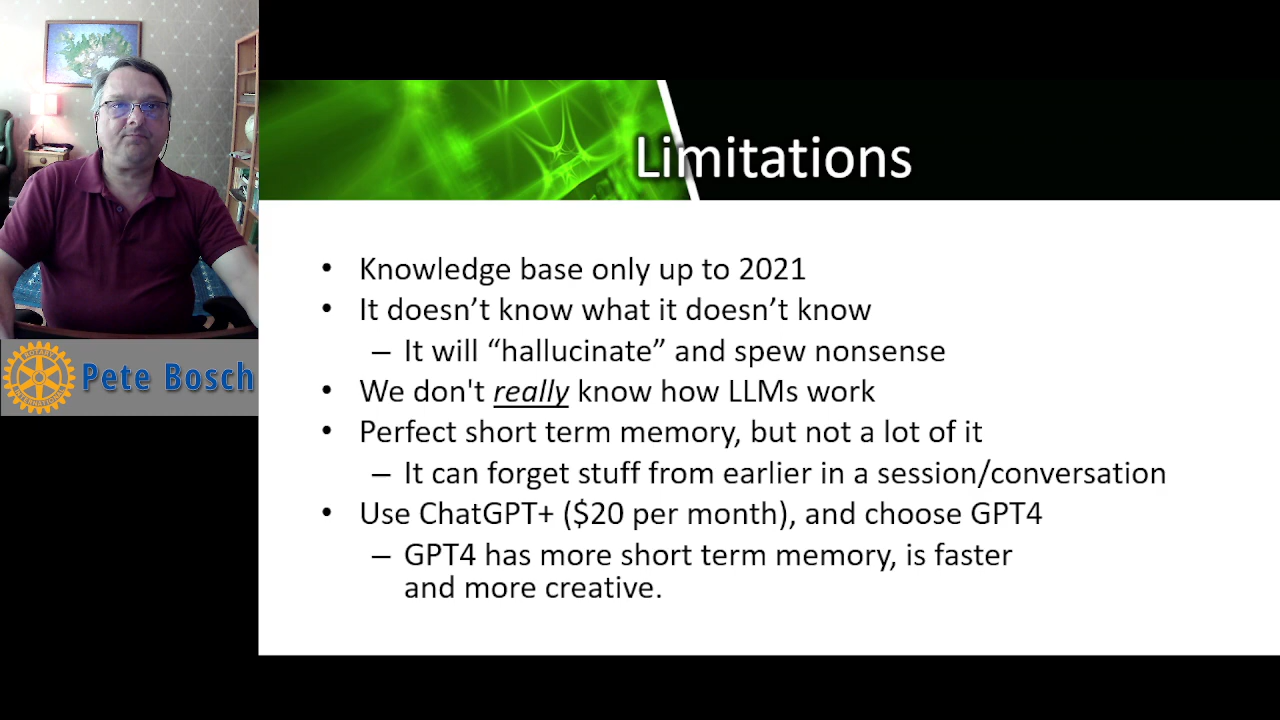 Limitations
• Knowledge base only up to 2021
• It doesn’t know what it doesn’t know
– It will “hallucinate” and spew nonsense
• We don't really know how LLMs work
• Perfect short term memory, but not a lot of it
– It can forget stuff from earlier in a session/conversation
• Use ChatGPT+ ($20 per month), and choose GPT4
– GPT4 has more short term memory, is faster
and more creative.
ROTARY
INTERNATIONAL
Pete Bosch